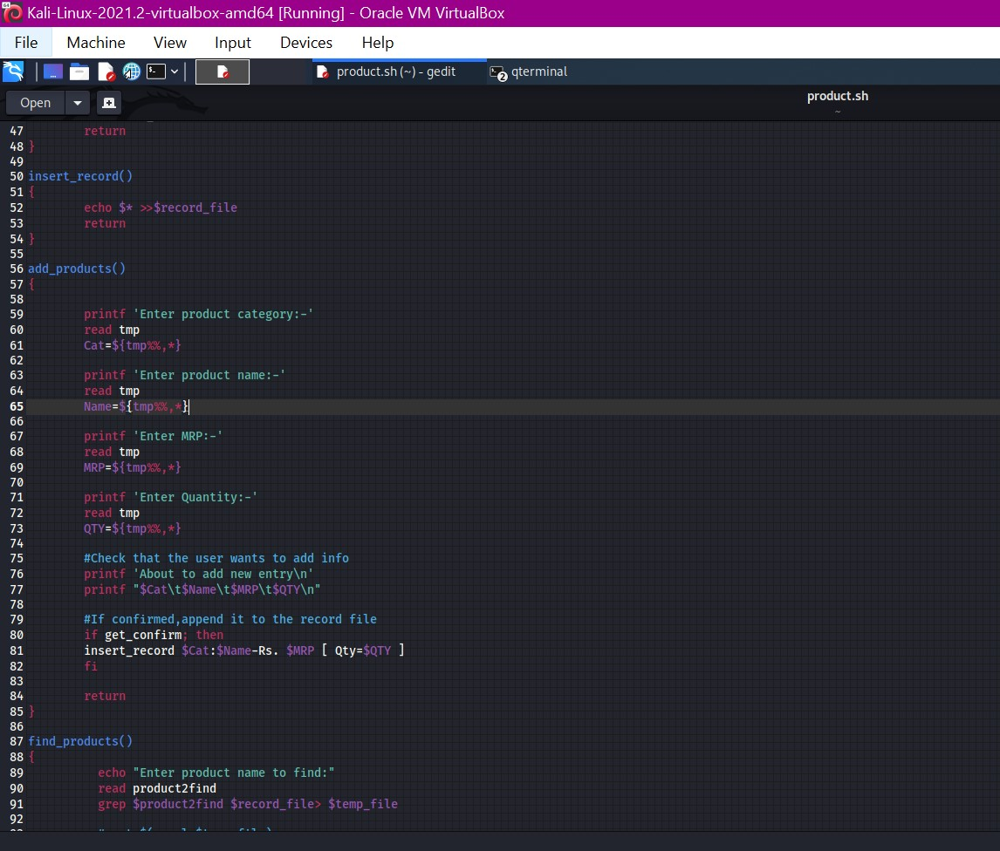 Kali-Linux-2021.2-virtualbox-amd64 [Running] - Oracle VM VirtualBox
File Machine View Input Devices Help
product.sh (~) - gedit 2 qterminal
Open product.sh
~
47 return
48 }
49
50 insert_record()
51 {
52 echo $* >>$record_file
53 return
54 }
55
56 add_products()
57 {
58
59 printf 'Enter product category:-'
60 read tmp
61 Cat=${tmp%%,*}
62
63 printf 'Enter product name:-'
64 read tmp
65 Name=${tmp%%,*}
66
67 printf 'Enter MRP:-'
68 read tmp
69 MRP=${tmp%%,*}
70
71 printf 'Enter Quantity:-'
72 read tmp
73 QTY=${tmp%%,*}
74
75 #Check that the user wants to add info
76 printf 'About to add new entry\n'
77 printf "$Cat\t$Name\t$MRP\t$QTY\n"
78
79 #If confirmed,append it to the record file
80 if get_confirm; then
81 insert_record $Cat:$Name-Rs. $MRP [ Qty=$QTY ]
82 fi
83
84 return
85 }
86
87 find_products()
88 {
89 echo "Enter product name to find:"
90 read product2find
91 grep $product2find $record_file> $temp_file
92